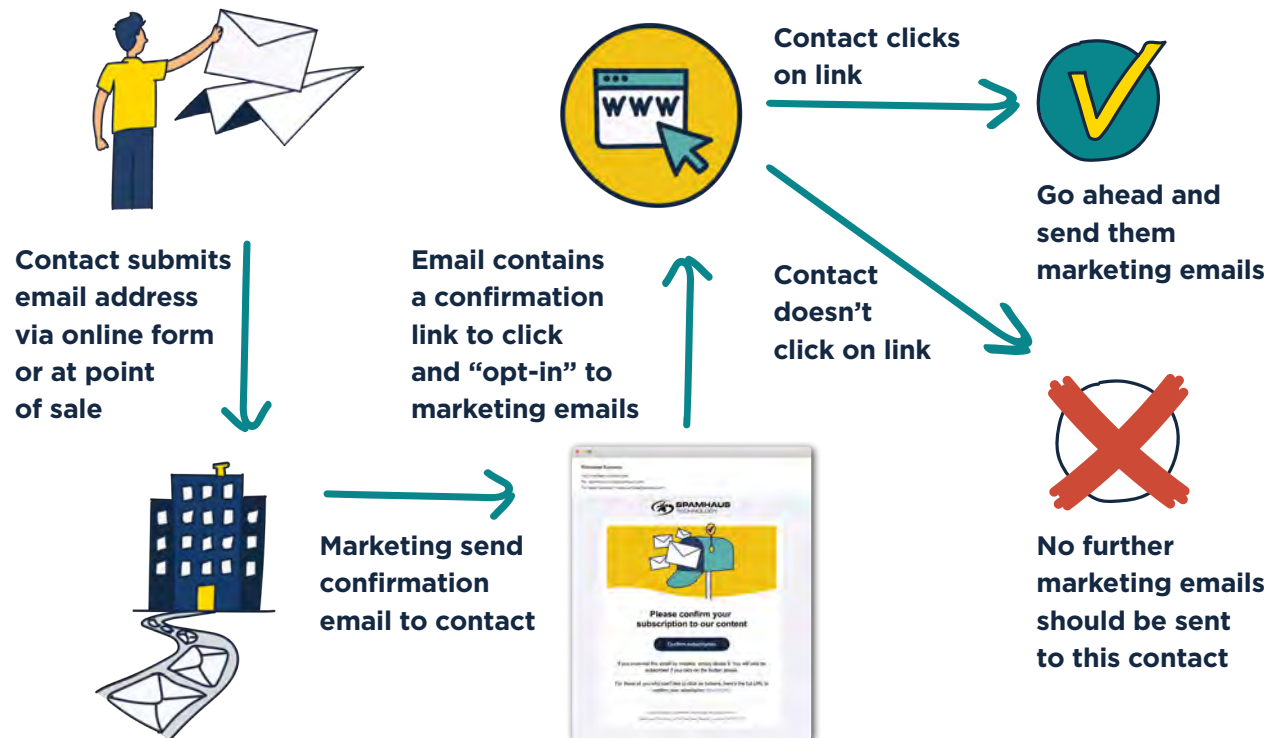 Contact submits
email address
via online form
or at point
of sale
Marketing send
confirmation
email to contact
Email contains
a confirmation
link to click
and “opt-in” to
marketing emails
SPAMHAUS
TECHNOLOGY
Please confirm your
subscription to our content
Confirm subscription
WWW
Contact clicks
on link
Go ahead and
send them
marketing emails
Contact
doesn’t
click on link
No further
marketing emails
should be sent
to this contact